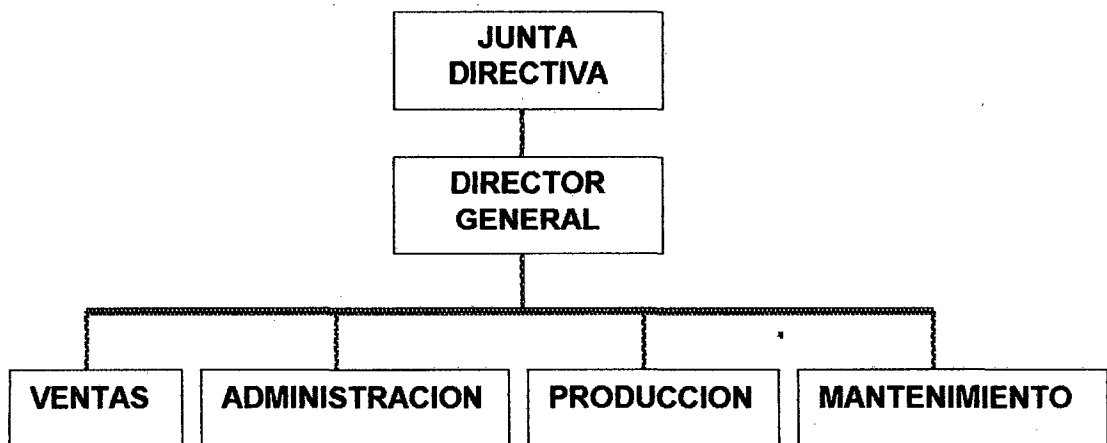 JUNTA
DIRECTIVA
DIRECTOR
GENERAL
VENTAS
ADMINISTRACION
PRODUCCION
MANTENIMIENTO